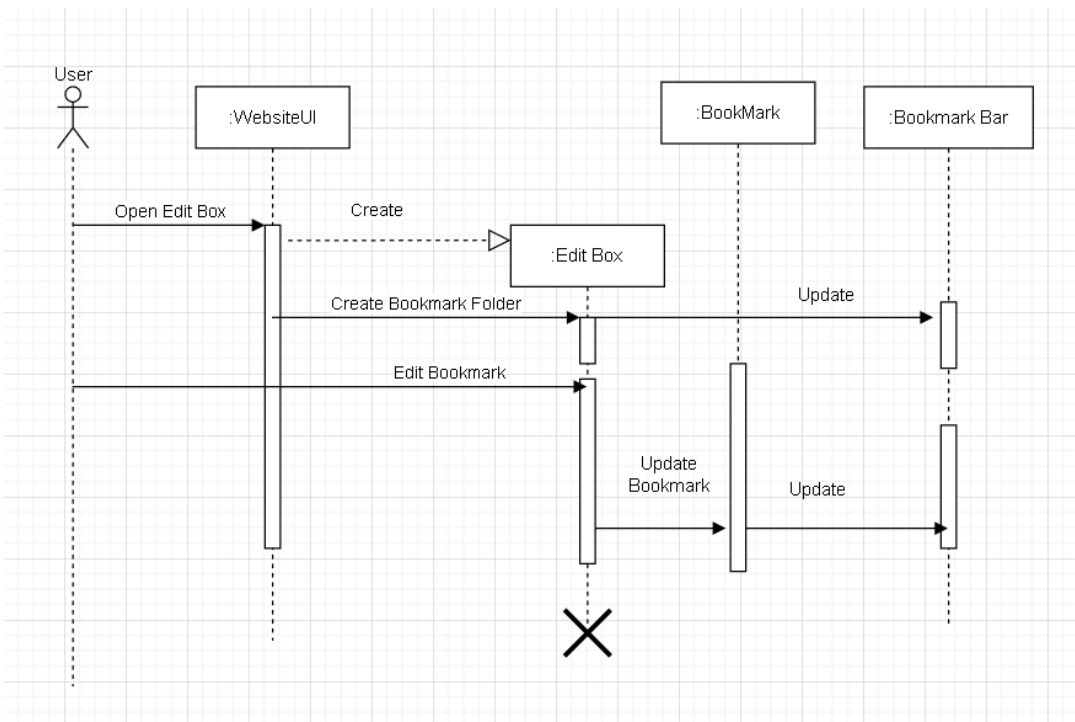 User
:WebsiteUI
:BookMark
:Bookmark Bar
Open Edit Box
Create
:Edit Box
Create Bookmark Folder
Update
Edit Bookmark
Update
Bookmark
Update